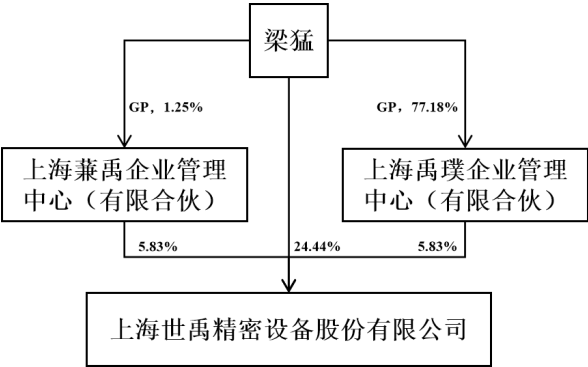 梁猛
GP，1.25%
GP，77.18%
上海蒹禹企业管理
中心（有限合伙）
上海禹璞企业管理
中心（有限合伙）
5.83%
24.44%
5.83%
上海世禹精密设备股份有限公司